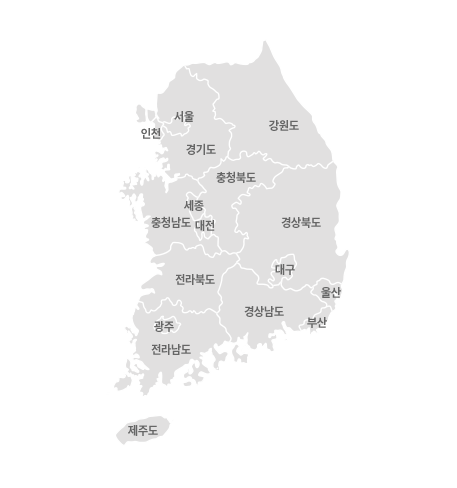 서울
강원도
인천
경기도
충청북도
세종
충청남도
대전
경상북도
대구
전라북도
울산
경상남도
부산
광주
전라남도
제주도